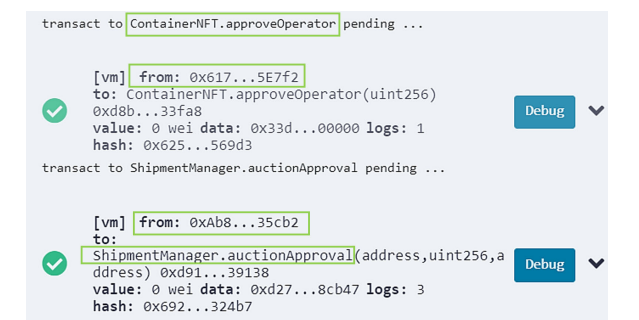 transact to ContainerNFT.approveOperator pending ...
[vm] from: 0x617...5E7f2
to: ContainerNFT.approveOperator(uint256)
0xd8b...33fa8
value: 0 wei data: 0x33d...00000 logs: 1
hash: 0x625...569d3
Debug
transact to ShipmentManager.auctionApproval pending ...
[vm] from: 0xAb8...35cb2
to:
ShipmentManager.auctionApproval(address,uint256,a
ddress) 0xd91...39138
value: 0 wei data: 0xd27...8cb47 logs: 3
hash: 0x692...324b7
Debug